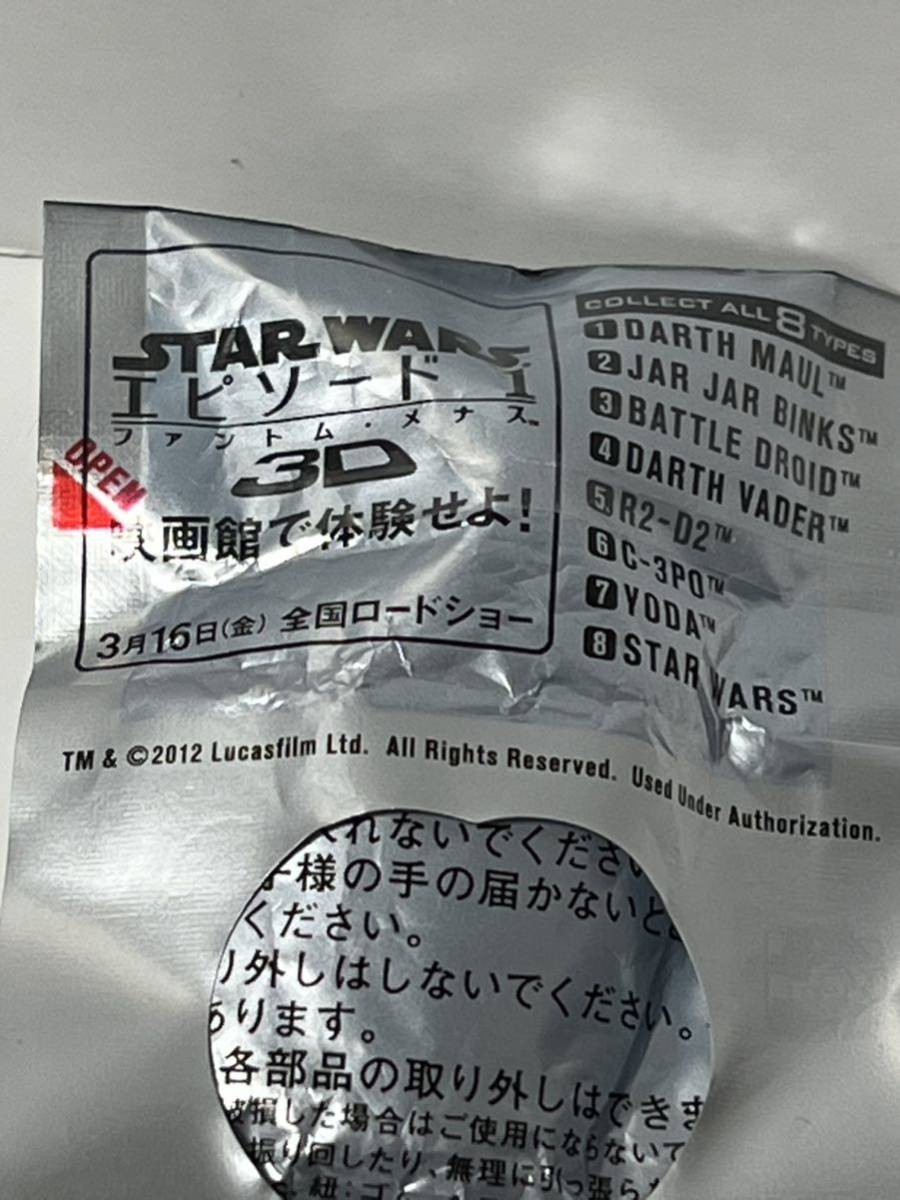 STAR WARS
エピソード I
ファントム・メナス™
3D
映画館で体験せよ!
3月16日(金) 全国ロードショー
OPEN
COLLECT ALL 8 TYPES
1 DARTH MAUL™
2 JAR JAR BINKS™
3 BATTLE DROID™
4 DARTH VADER™
5 R2-D2™
6 C-3PO™
7 YODA™
8 STAR WARS™
TM & ©2012 Lucasfilm Ltd. All Rights Reserved. Used Under Authorization.
れないでください
様の手の届かないと
ください。
り外しはしないでください。
あります。
各部品の取り外しはできま
破損した場合はご使用にならないで
振り回したり、無理に引っ張ら
紐:ゴ